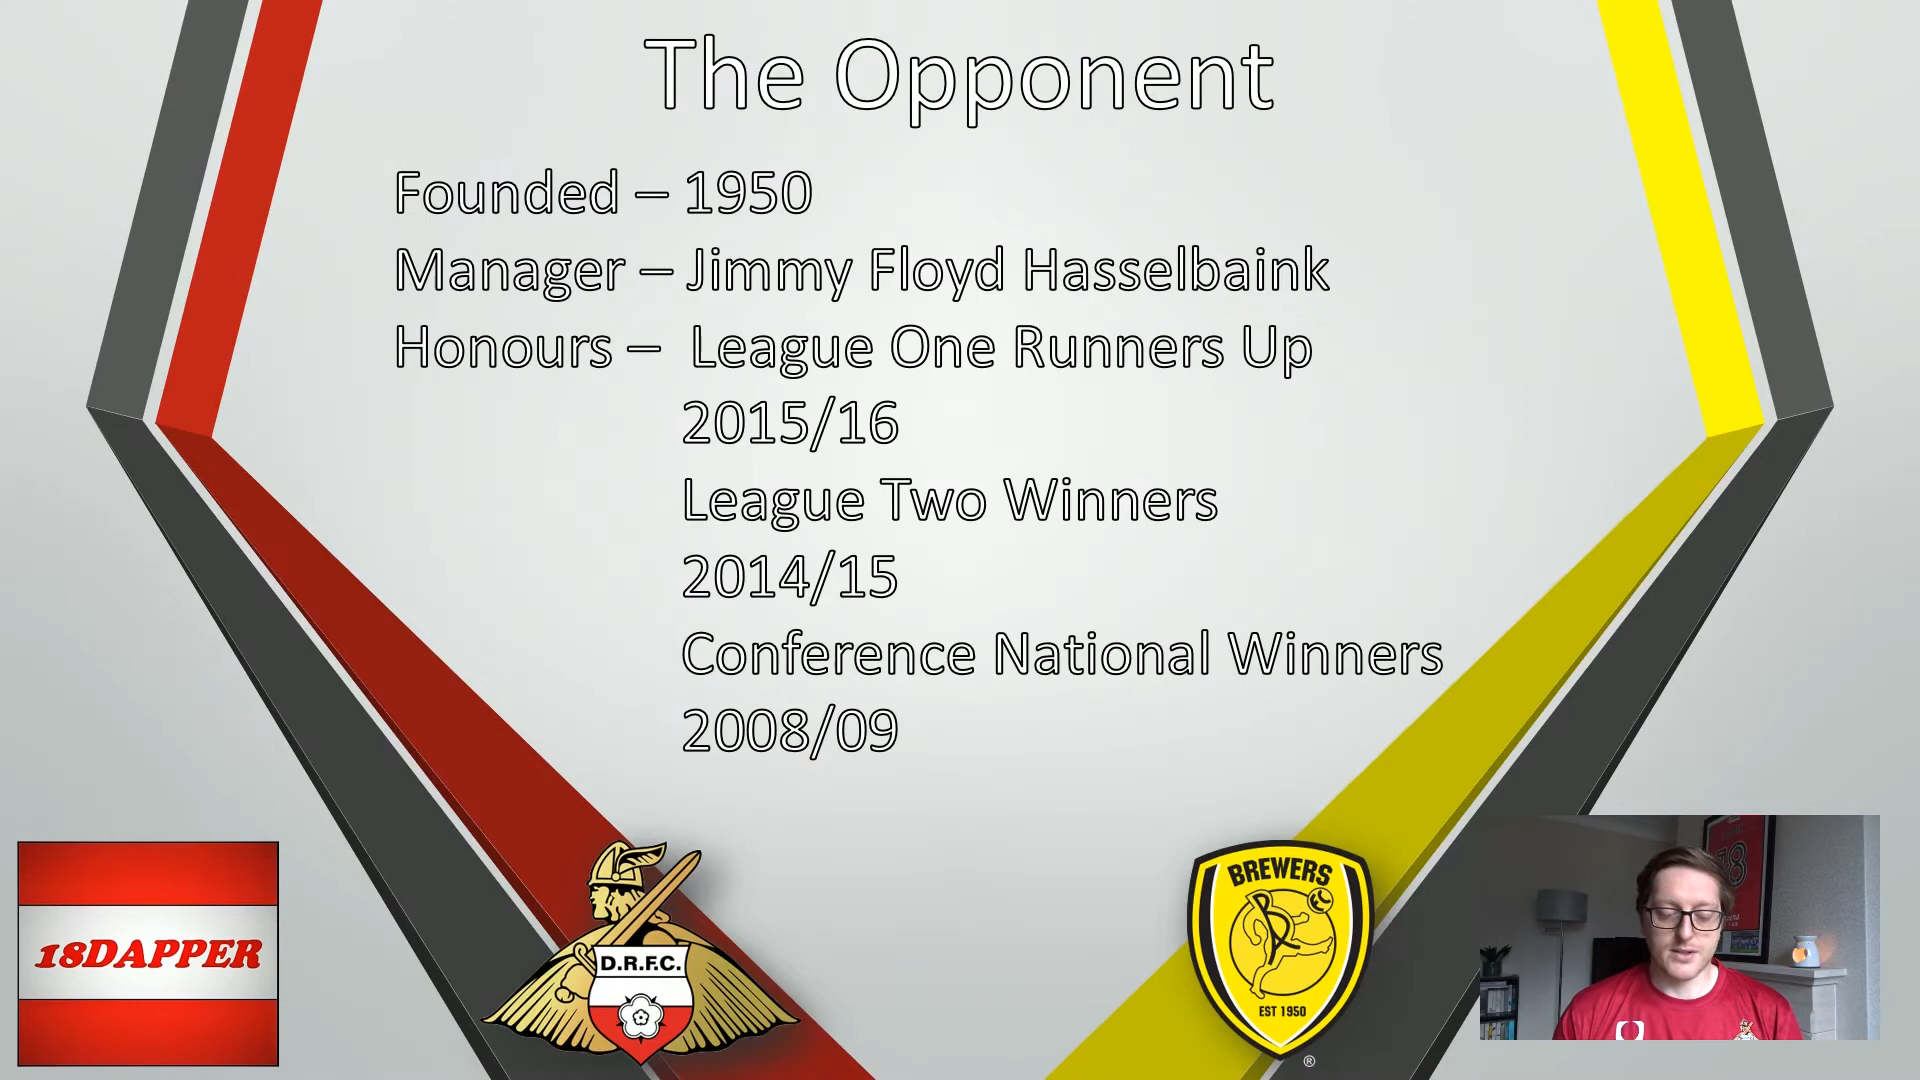 The Opponent
Founded – 1950
Manager – Jimmy Floyd Hasselbaink
Honours – League One Runners Up
2015/16
League Two Winners
2014/15
Conference National Winners
2008/09
18DAPPER
D.R.F.C.
BREWERS
EST 1950
®
18